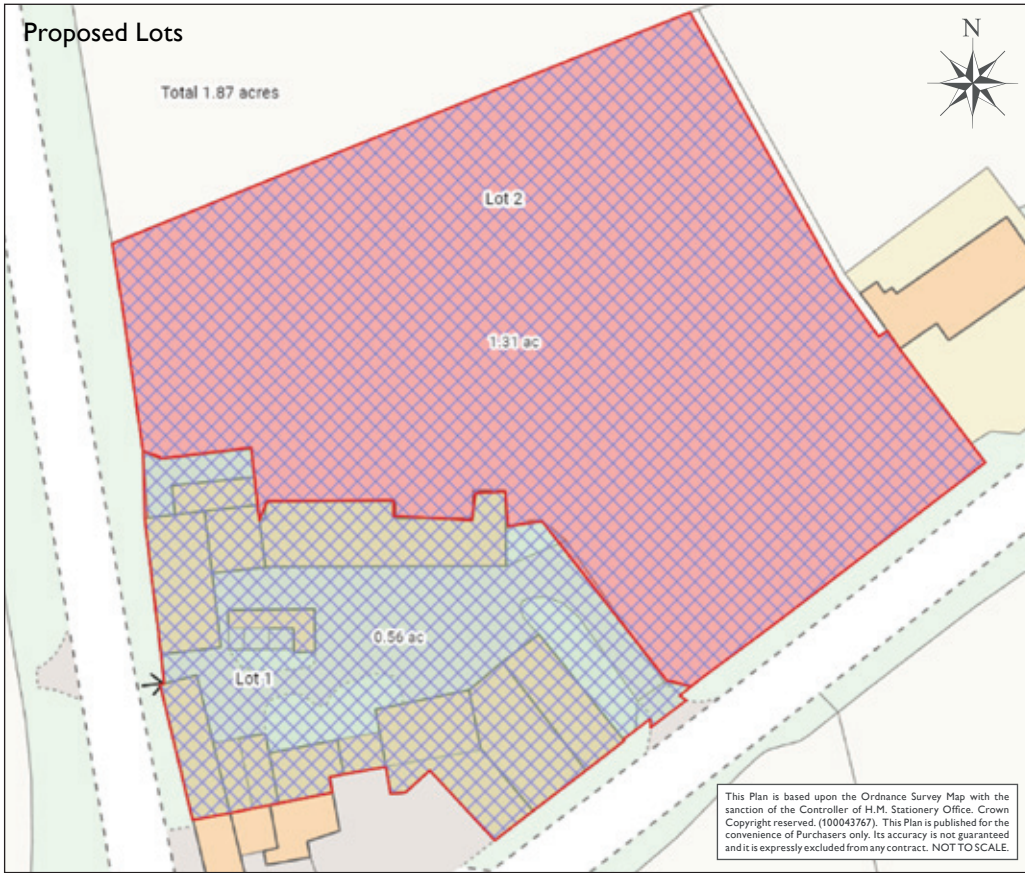 Proposed Lots
N
Total 1.87 acres
Lot 2
1.31 ac
0.56 ac
Lot 1
This Plan is based upon the Ordnance Survey Map with the
sanction of the Controller of H.M. Stationery Office. Crown
Copyright reserved. (100043767). This Plan is published for the
convenience of Purchasers only. Its accuracy is not guaranteed
and it is expressly excluded from any contract. NOT TO SCALE.